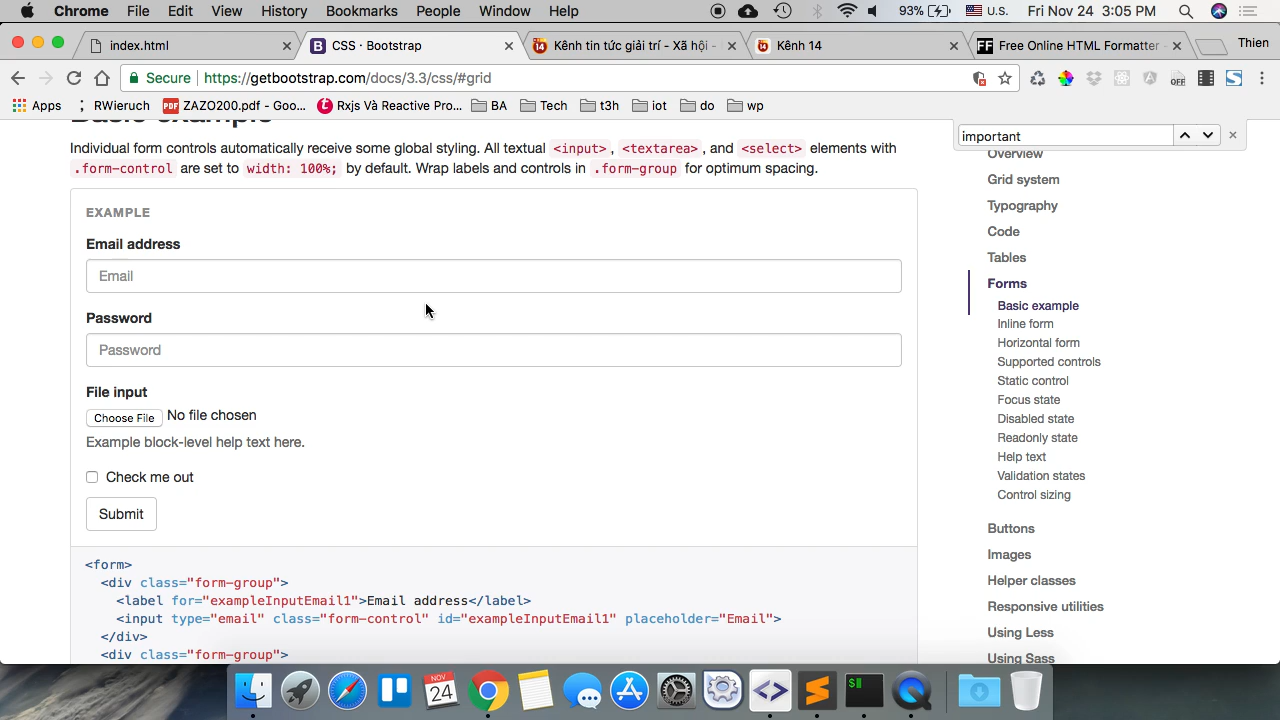 Chrome File Edit View History Bookmarks People Window Help 93% U.S. Fri Nov 24 3:05 PM
index.html CSS · Bootstrap Kênh tin tức giải trí - Xã hội - Kênh 14 Free Online HTML Formatter - Thien
Secure https://getbootstrap.com/docs/3.3/css/#grid OFF
Apps RWieruch PDF ZAZO200.pdf - Goo... Rxjs Và Reactive Pro... BA Tech t3h iot do wp
important
Basic example
Individual form controls automatically receive some global styling. All textual <input>, <textarea>, and <select> elements with
.form-control are set to width: 100%; by default. Wrap labels and controls in .form-group for optimum spacing.
EXAMPLE
Email address
Email
Password
Password
File input
Choose File No file chosen
Example block-level help text here.
Check me out
Submit
<form>
<div class="form-group">
<label for="exampleInputEmail1">Email address</label>
<input type="email" class="form-control" id="exampleInputEmail1" placeholder="Email">
</div>
<div class="form-group">
Overview
Grid system
Typography
Code
Tables
Forms
Basic example
Inline form
Horizontal form
Supported controls
Static control
Focus state
Disabled state
Readonly state
Help text
Validation states
Control sizing
Buttons
Images
Helper classes
Responsive utilities
Using Less
Using Sass
NOV
24